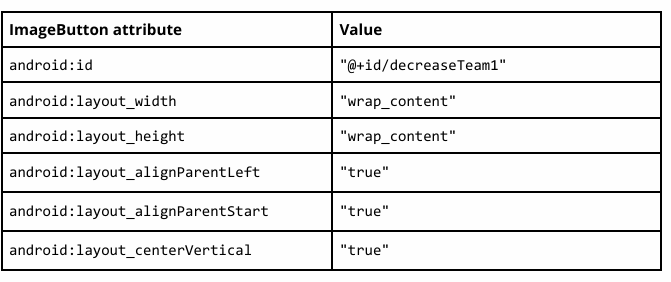 ImageButton attribute Value
android:id "@+id/decreaseTeam1"
android:layout_width "wrap_content"
android:layout_height "wrap_content"
android:layout_alignParentLeft "true"
android:layout_alignParentStart "true"
android:layout_centerVertical "true"